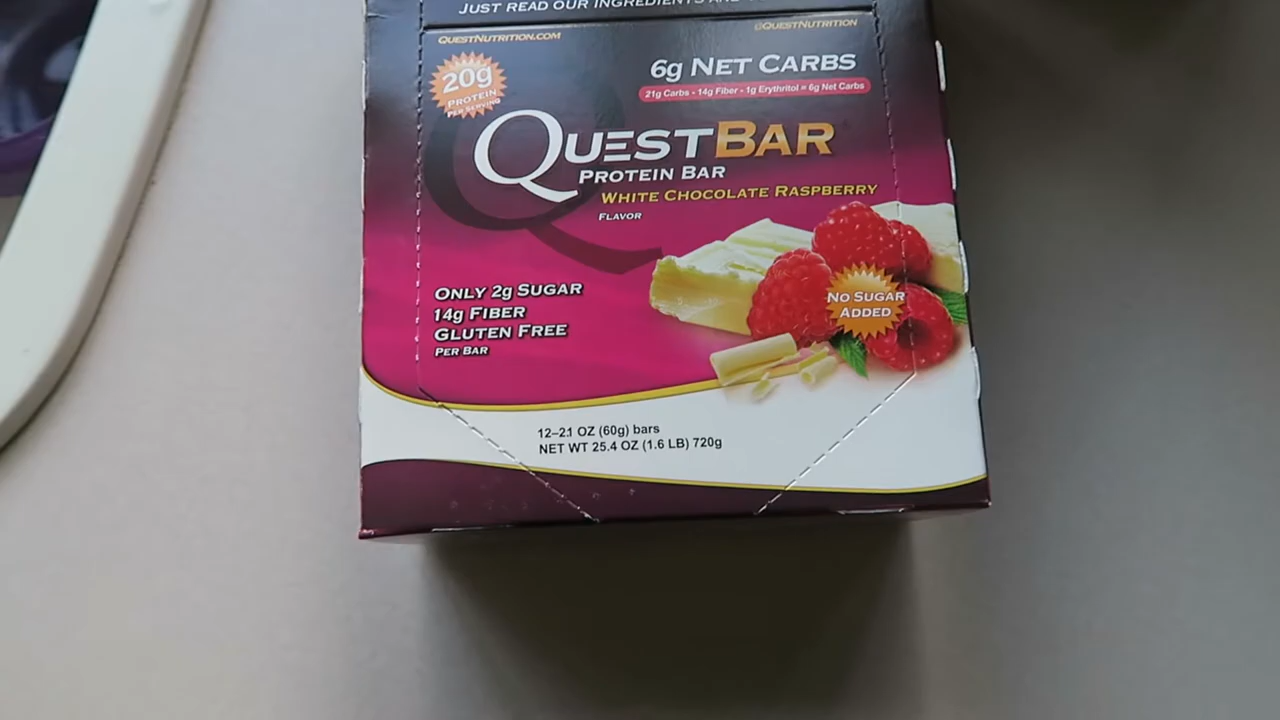 JUST READ OUR INGREDIENTS AND
QUESTNUTRITION.COM
@QUESTNUTRITION
20g
PROTEIN
PER SERVING
6g NET CARBS
21g Carbs - 14g Fiber - 1g Erythritol = 6g Net Carbs
QUESTBAR
PROTEIN BAR
WHITE CHOCOLATE RASPBERRY
FLAVOR
ONLY 2g SUGAR
14g FIBER
GLUTEN FREE
PER BAR
NO SUGAR
ADDED
12–2.1 OZ (60g) bars
NET WT 25.4 OZ (1.6 LB) 720g